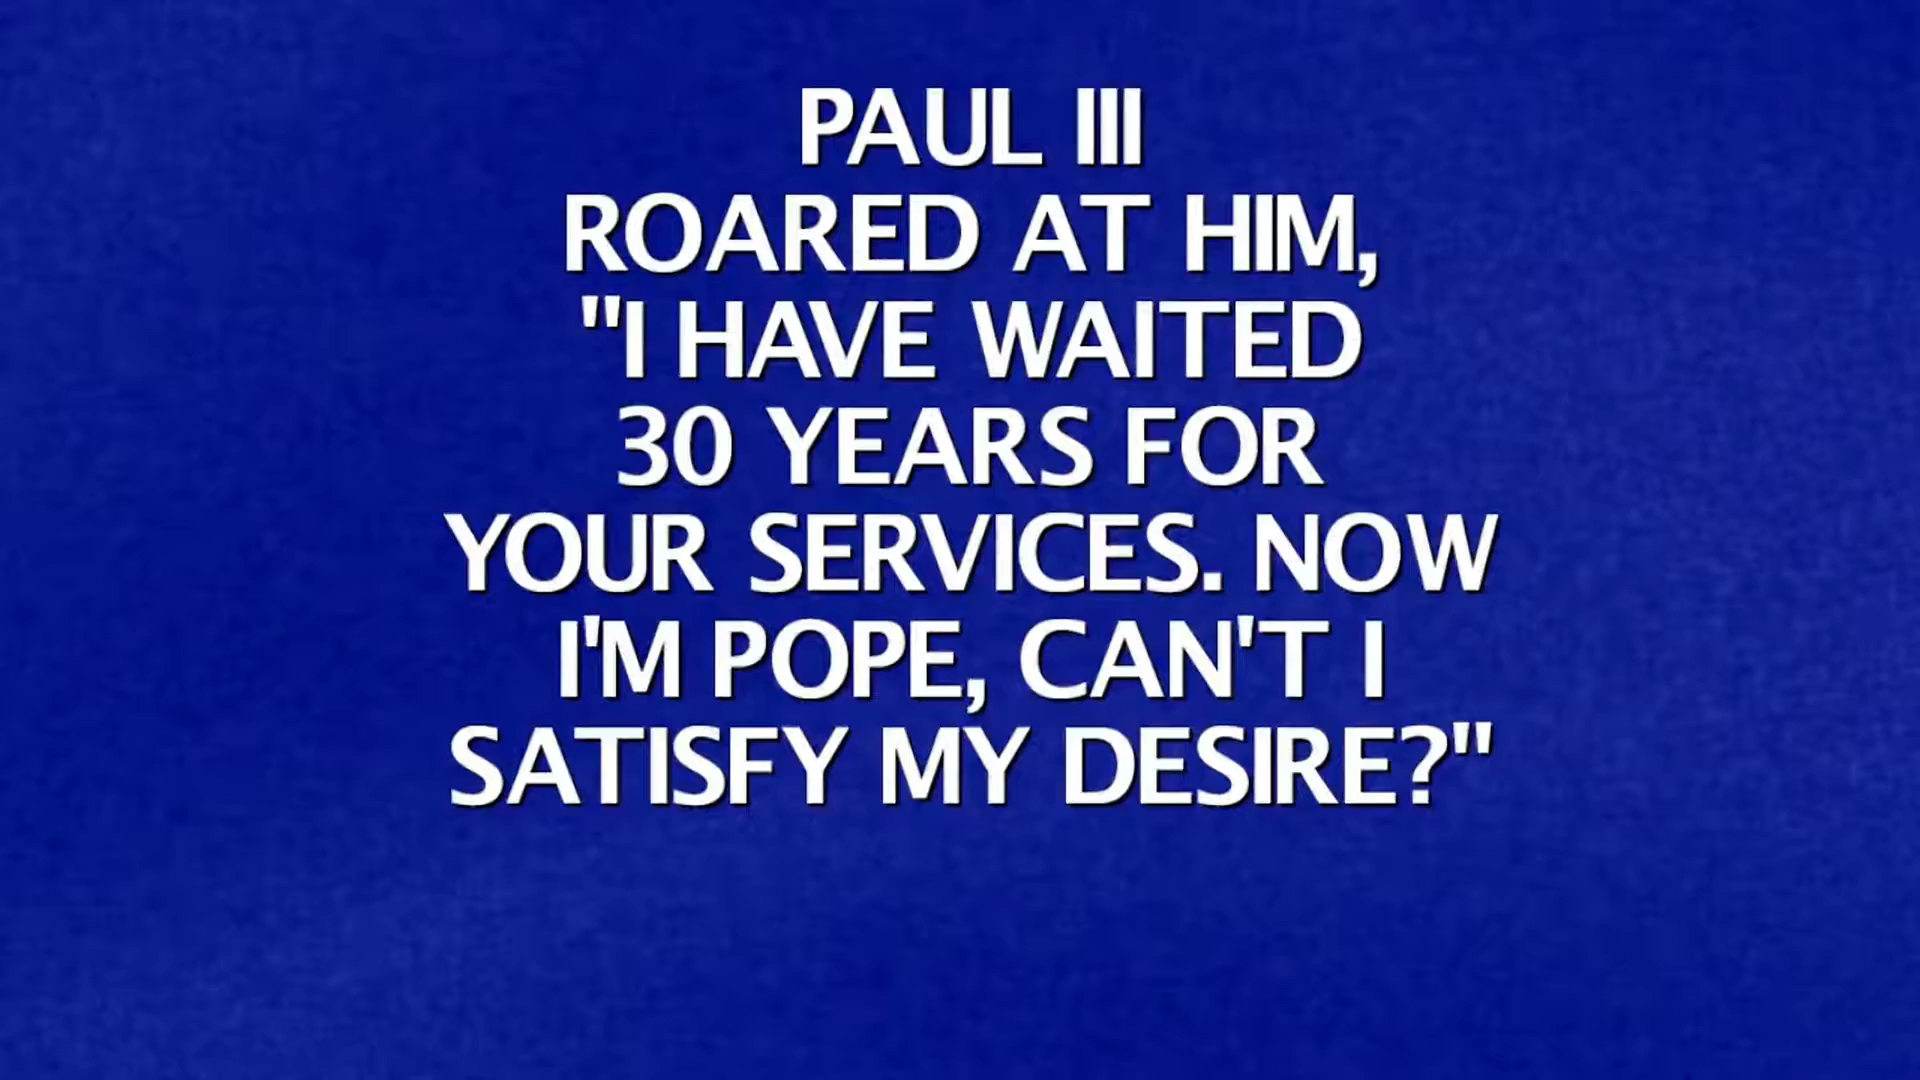 PAUL III
ROARED AT HIM,
"I HAVE WAITED
30 YEARS FOR
YOUR SERVICES. NOW
I'M POPE, CAN'T I
SATISFY MY DESIRE?"